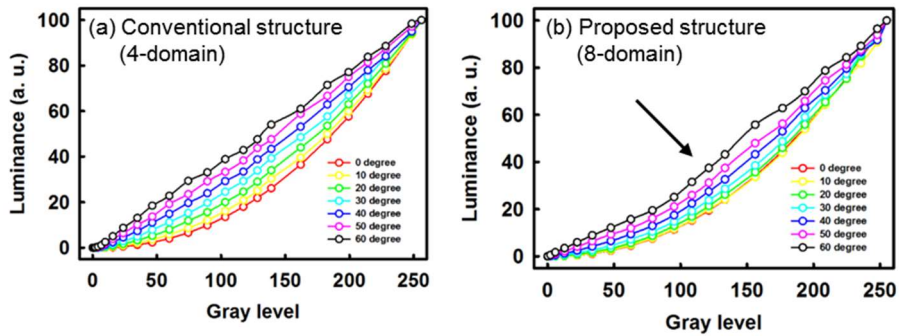 (a) Conventional structure
(4-domain)
Luminance (a. u.)
100
80
60
40
20
0
0 degree
10 degree
20 degree
30 degree
40 degree
50 degree
60 degree
0 50 100 150 200 250
Gray level
(b) Proposed structure
(8-domain)
Luminance (a. u.)
100
80
60
40
20
0
0 degree
10 degree
20 degree
30 degree
40 degree
50 degree
60 degree
0 50 100 150 200 250
Gray level